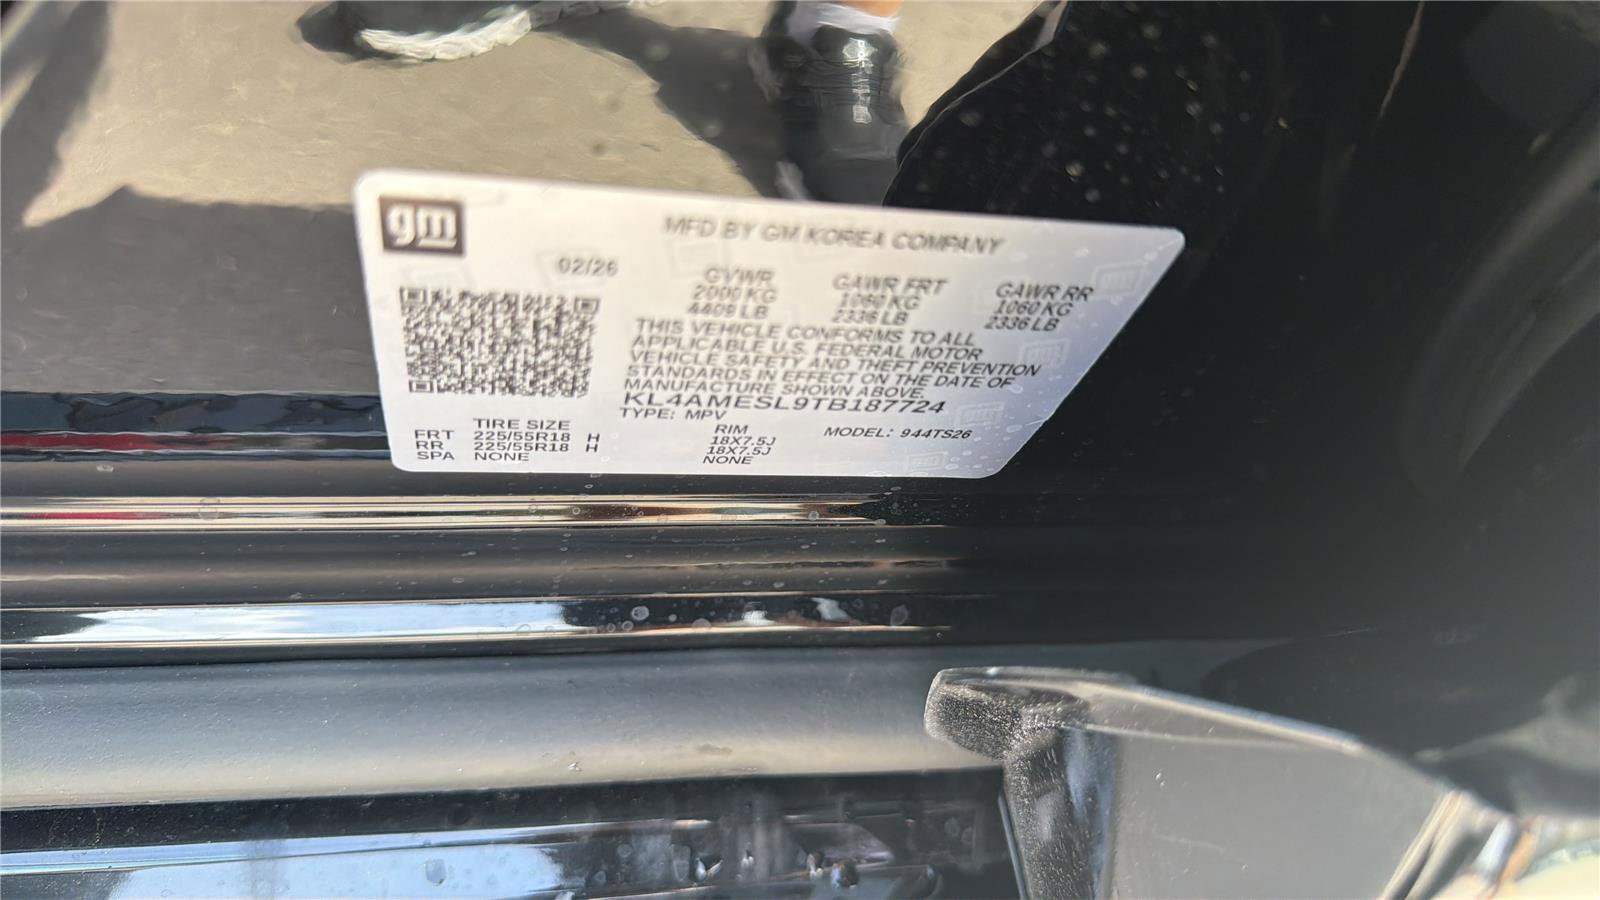 gm
MFD BY GM KOREA COMPANY
02/26
GVWR GAWR FRT GAWR RR
2000 KG 1060 KG 1060 KG
4409 LB 2336 LB 2336 LB
THIS VEHICLE CONFORMS TO ALL
APPLICABLE U.S. FEDERAL MOTOR
VEHICLE SAFETY AND THEFT PREVENTION
STANDARDS IN EFFECT ON THE DATE OF
MANUFACTURE SHOWN ABOVE.
KL4AMESL9TB187724
TYPE: MPV MODEL: 944TS26
TIRE SIZE RIM
FRT 225/55R18 H 18X7.5J
RR 225/55R18 H 18X7.5J
SPA NONE NONE